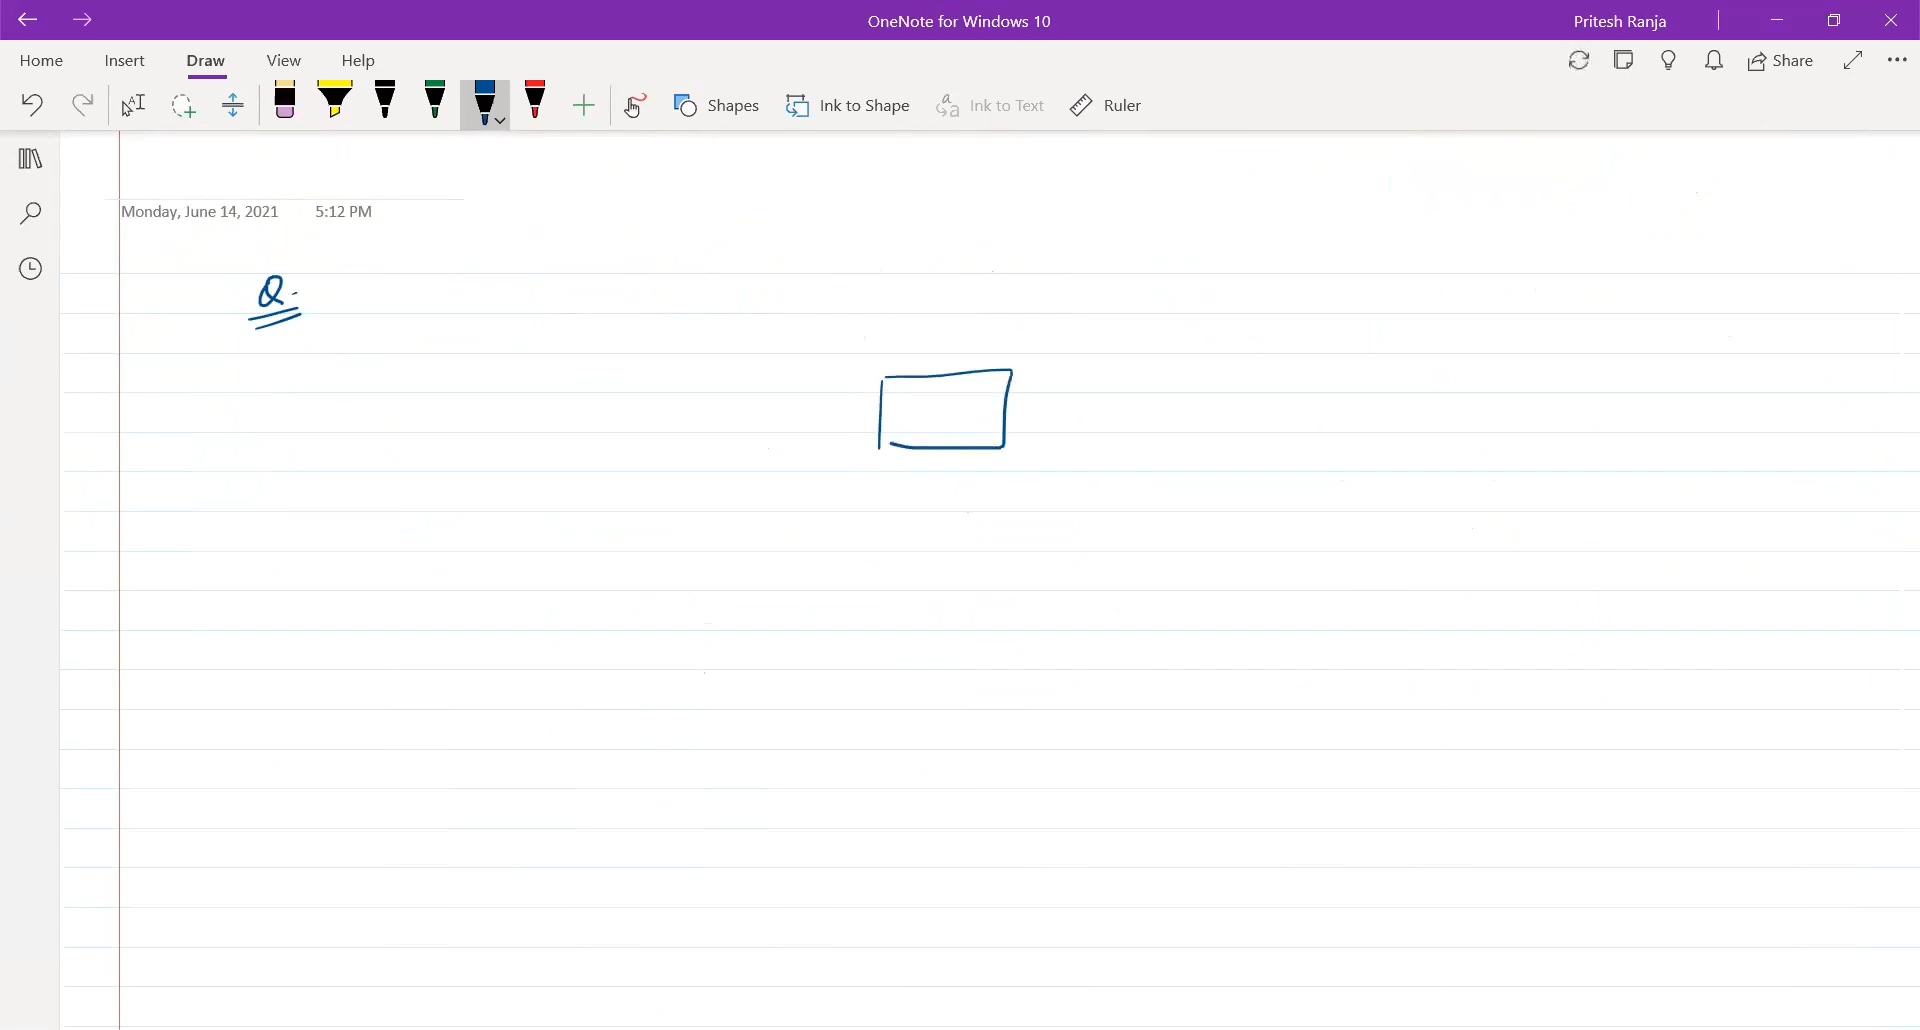 OneNote for Windows 10
Pritesh Ranja
Home Insert Draw View Help
Share
Shapes Ink to Shape Ink to Text Ruler
Monday, June 14, 2021 5:12 PM
Q.